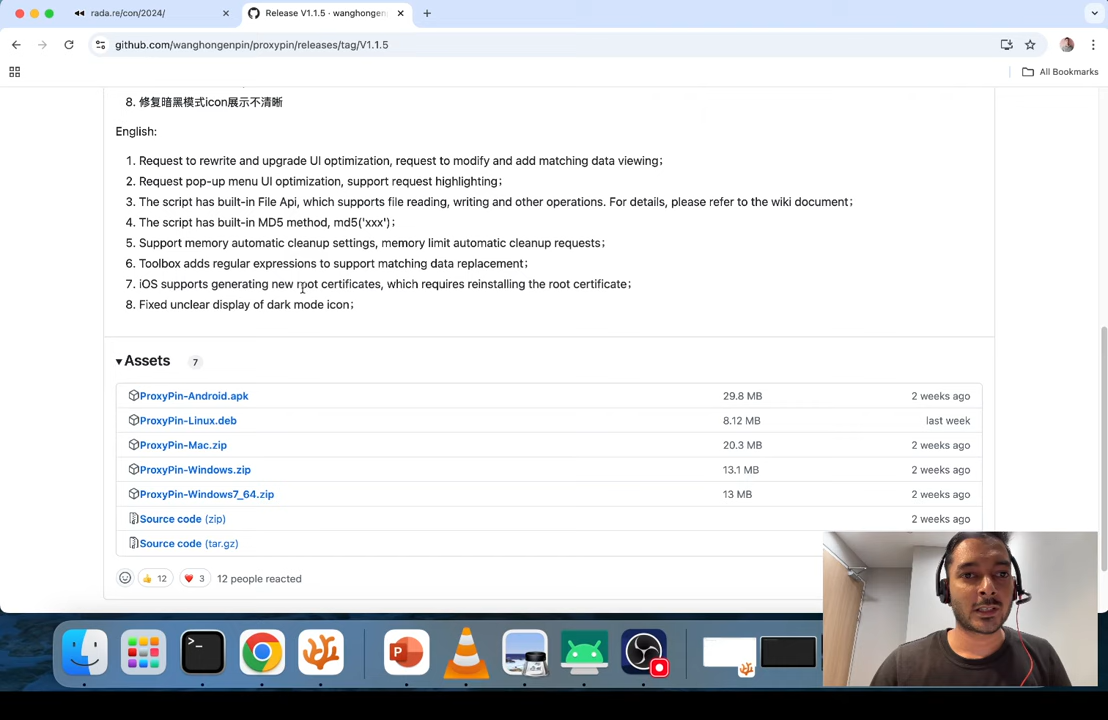 rada.re/con/2024/
Release V1.1.5 · wanghongen
github.com/wanghongenpin/proxypin/releases/tag/V1.1.5
All Bookmarks
8. 修复暗黑模式icon展示不清晰
English:
1. Request to rewrite and upgrade UI optimization, request to modify and add matching data viewing;
2. Request pop-up menu UI optimization, support request highlighting;
3. The script has built-in File Api, which supports file reading, writing and other operations. For details, please refer to the wiki document;
4. The script has built-in MD5 method, md5('xxx');
5. Support memory automatic cleanup settings, memory limit automatic cleanup requests;
6. Toolbox adds regular expressions to support matching data replacement;
7. iOS supports generating new root certificates, which requires reinstalling the root certificate;
8. Fixed unclear display of dark mode icon;
Assets 7
ProxyPin-Android.apk 29.8 MB 2 weeks ago
ProxyPin-Linux.deb 8.12 MB last week
ProxyPin-Mac.zip 20.3 MB 2 weeks ago
ProxyPin-Windows.zip 13.1 MB 2 weeks ago
ProxyPin-Windows7_64.zip 13 MB 2 weeks ago
Source code (zip) 2 weeks ago
Source code (tar.gz)
12 3 12 people reacted